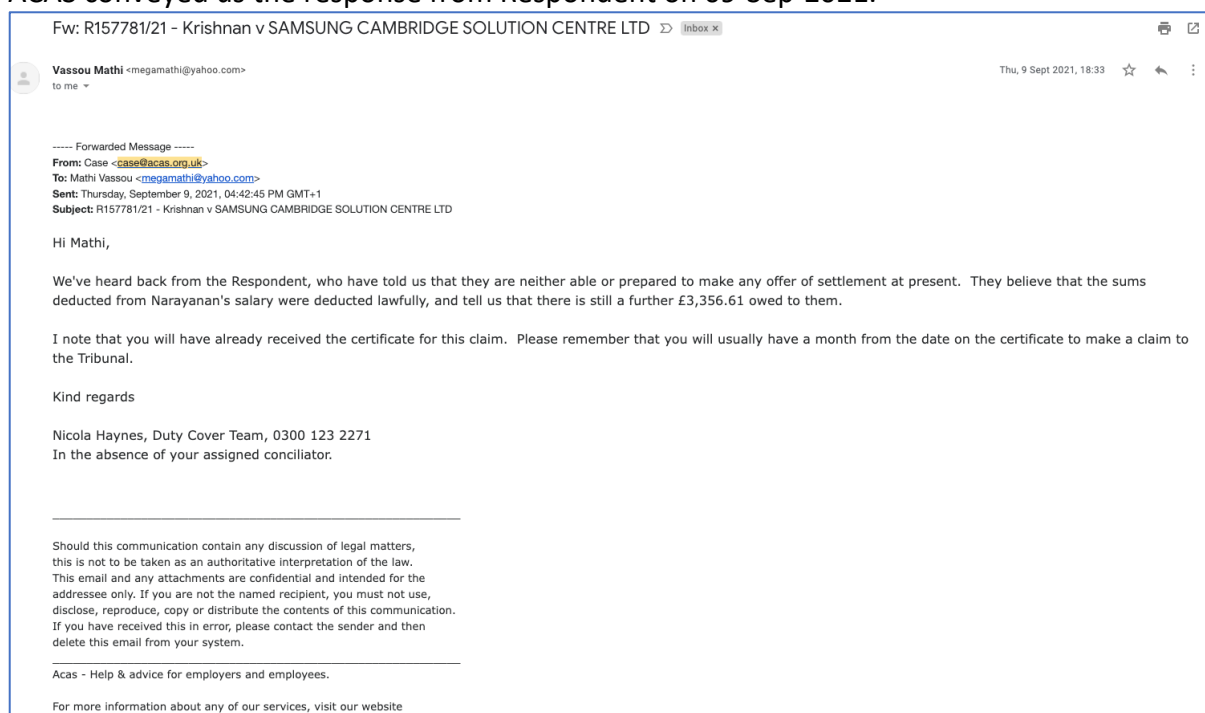 ACAS conveyed us the response from Respondent on 09-Sep-2021.
Fw: R157781/21 - Krishnan v SAMSUNG CAMBRIDGE SOLUTION CENTRE LTD Inbox x
Vassou Mathi <megamathi@yahoo.com> Thu, 9 Sept 2021, 18:33
to me
----- Forwarded Message -----
From: Case <case@acas.org.uk>
To: Mathi Vassou <megamathi@yahoo.com>
Sent: Thursday, September 9, 2021, 04:42:45 PM GMT+1
Subject: R157781/21 - Krishnan v SAMSUNG CAMBRIDGE SOLUTION CENTRE LTD
Hi Mathi,
We've heard back from the Respondent, who have told us that they are neither able or prepared to make any offer of settlement at present.  They believe that the sums
deducted from Narayanan's salary were deducted lawfully, and tell us that there is still a further £3,356.61 owed to them.
I note that you will have already received the certificate for this claim.  Please remember that you will usually have a month from the date on the certificate to make a claim to
the Tribunal.
Kind regards
Nicola Haynes, Duty Cover Team, 0300 123 2271
In the absence of your assigned conciliator.
Should this communication contain any discussion of legal matters,
this is not to be taken as an authoritative interpretation of the law.
This email and any attachments are confidential and intended for the
addressee only. If you are not the named recipient, you must not use,
disclose, reproduce, copy or distribute the contents of this communication.
If you have received this in error, please contact the sender and then
delete this email from your system.
Acas - Help & advice for employers and employees.
For more information about any of our services, visit our website